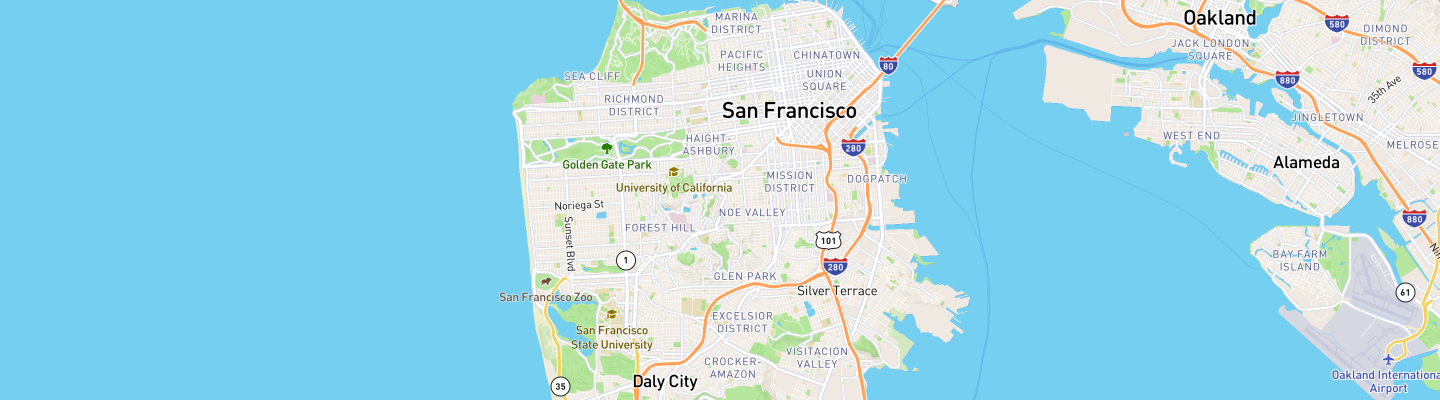 MARINA
DISTRICT
Oakland
580
DIMOND
DISTRICT
JACK LONDON
SQUARE
PACIFIC
HEIGHTS
CHINATOWN
80
580
SEA CLIFF
UNION
SQUARE
880
35th Ave
RICHMOND
DISTRICT
San Francisco
JINGLETOWN
WEST END
HAIGHT-
ASHBURY
280
MELROSE
Golden Gate Park
Alameda
University of California
MISSION
DISTRICT
DOGPATCH
Noriega St
NOE VALLEY
880
Sunset Blvd
FOREST HILL
101
1
BAY FARM
ISLAND
280
GLEN PARK
San Francisco Zoo
Silver Terrace
61
San Francisco
State University
EXCELSIOR
DISTRICT
VISITACION
VALLEY
CROCKER-
AMAZON
Daly City
35
Oakland Internationa
Airport